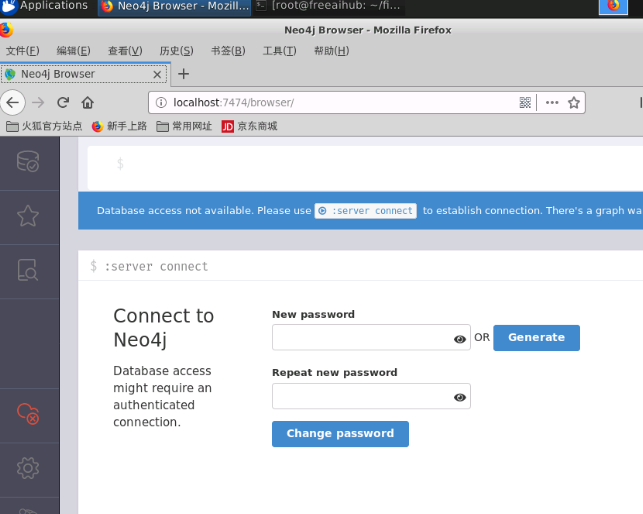 Applications Neo4j Browser - Mozill... [root@freeaihub: ~/fi...
Neo4j Browser - Mozilla Firefox
文件(F) 编辑(E) 查看(V) 历史(S) 书签(B) 工具(T) 帮助(H)
Neo4j Browser
localhost:7474/browser/
火狐官方站点 新手上路 常用网址 JD 京东商城
$
Database access not available. Please use :server connect to establish connection. There's a graph wa
$ :server connect
Connect to
Neo4j
Database access
might require an
authenticated
connection.
New password
OR Generate
Repeat new password
Change password